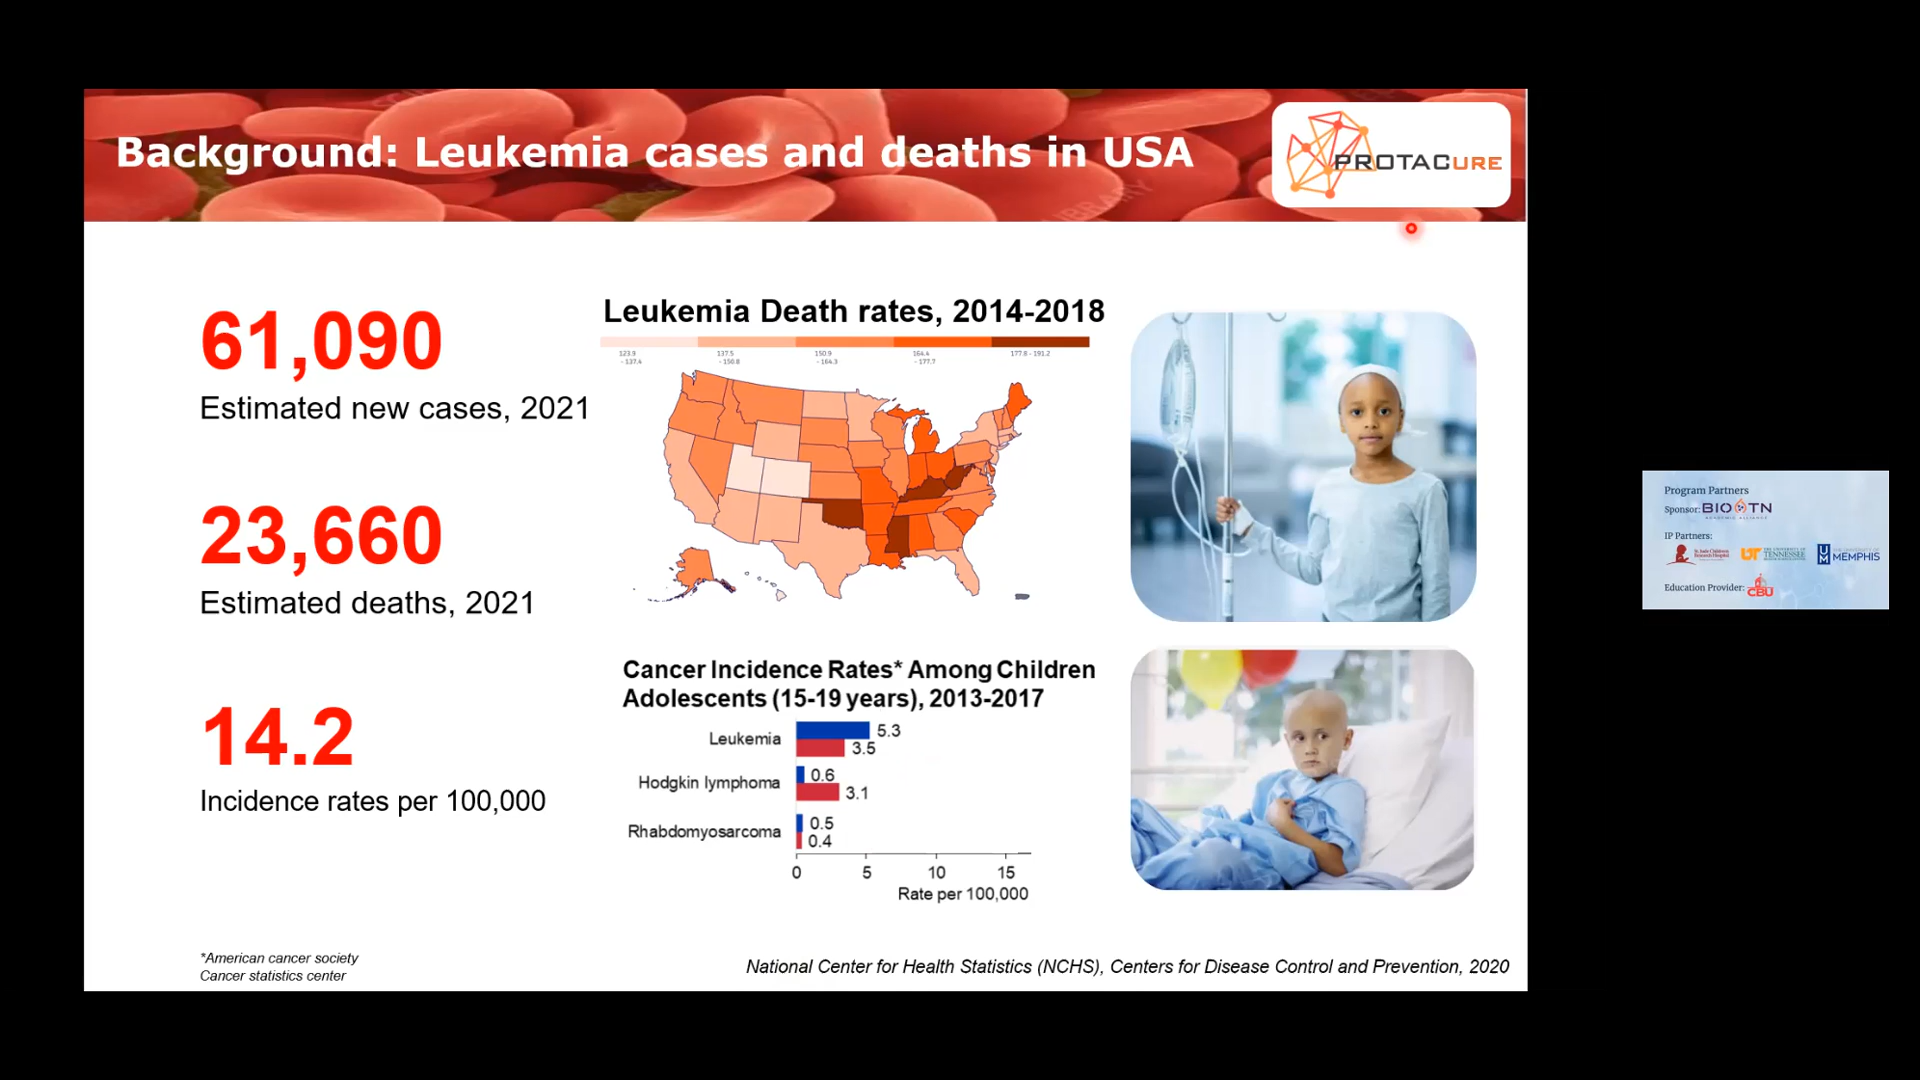 Background: Leukemia cases and deaths in USA
PROTACURE
61,090
Estimated new cases, 2021
23,660
Estimated deaths, 2021
14.2
Incidence rates per 100,000
*American cancer society
Cancer statistics center
Leukemia Death rates, 2014-2018
123.9
- 137.4
137.5
- 150.8
150.9
- 164.3
164.4
- 177.7
177.8 - 191.2
Cancer Incidence Rates* Among Children
Adolescents (15-19 years), 2013-2017
Leukemia
5.3
3.5
Hodgkin lymphoma
0.6
3.1
Rhabdomyosarcoma
0.5
0.4
0 5 10 15
Rate per 100,000
National Center for Health Statistics (NCHS), Centers for Disease Control and Prevention, 2020
Program Partners
Sponsor: BIOTN
IP Partners:
St. Jude Children's
Research Hospital
UT THE UNIVERSITY OF
TENNESSEE
THE UNIVERSITY OF
MEMPHIS
Education Provider: CBU